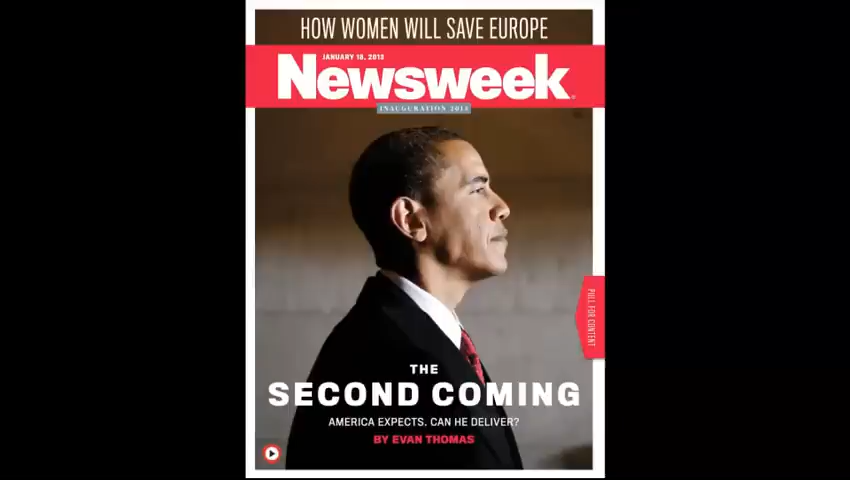 HOW WOMEN WILL SAVE EUROPE
JANUARY 18, 2013
Newsweek
INAUGURATION 2013
PULL FOR CONTENT
THE
SECOND COMING
AMERICA EXPECTS. CAN HE DELIVER?
BY EVAN THOMAS